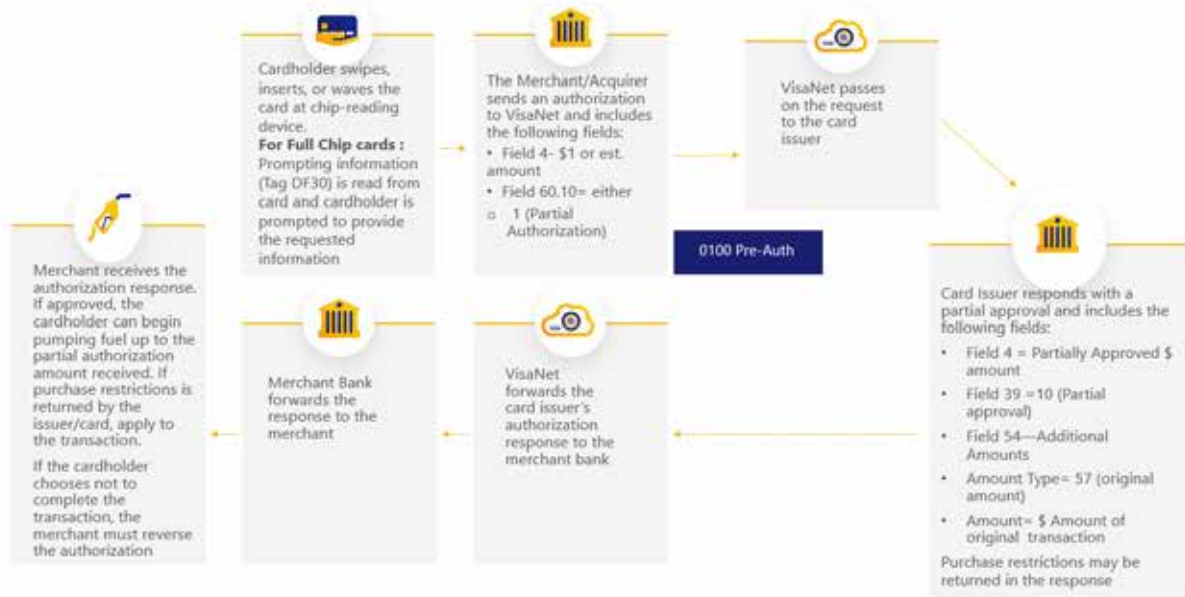 Cardholder swipes,
inserts, or waves the
card at chip-reading
device.
For Full Chip cards :
Prompting information
(Tag DF30) is read from
card and cardholder is
prompted to provide
the requested
information
The Merchant/Acquirer
sends an authorization
to VisaNet and includes
the following fields:
• Field 4- $1 or est.
amount
• Field 60.10= either
o 1 (Partial
Authorization)
VisaNet passes
on the request
to the card
issuer
0100 Pre-Auth
Card Issuer responds with a
partial approval and includes the
following fields:
• Field 4 = Partially Approved $
amount
• Field 39 =10 (Partial
approval)
• Field 54—Additional
Amounts
• Amount Type= 57 (original
amount)
• Amount= $ Amount of
original transaction
Purchase restrictions may be
returned in the response
VisaNet
forwards the
card issuer's
authorization
response to the
merchant bank
Merchant Bank
forwards the
response to the
merchant
Merchant receives the
authorization response.
If approved, the
cardholder can begin
pumping fuel up to the
partial authorization
amount received. If
purchase restrictions is
returned by the
issuer/card, apply to
the transaction.
If the cardholder
chooses not to
complete the
transaction, the
merchant must reverse
the authorization